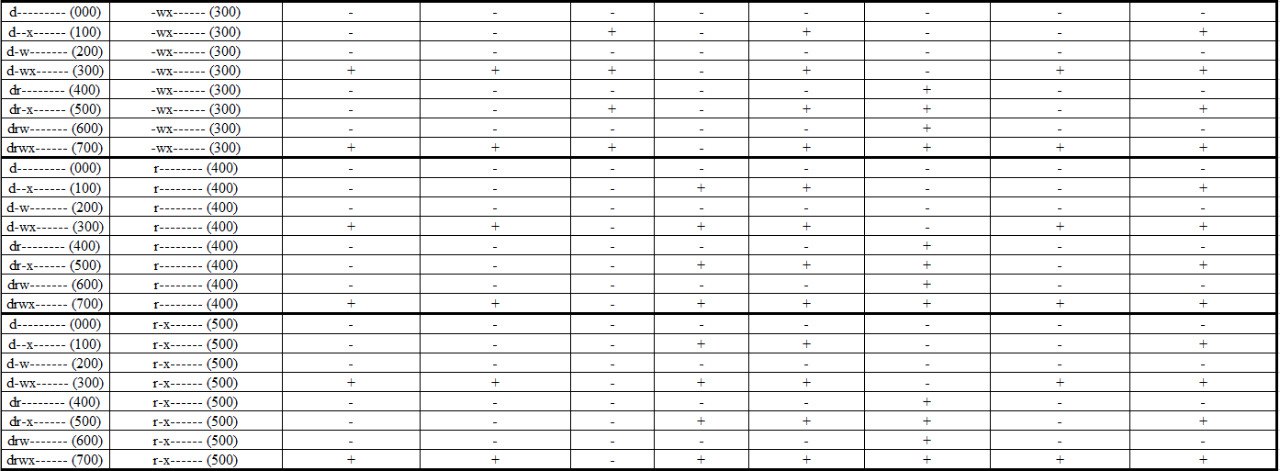 d--------- (000) -wx------ (300) - - - - - - - -
d--x------ (100) -wx------ (300) - - + - + - - +
d-w------- (200) -wx------ (300) - - - - - - - -
d-wx------ (300) -wx------ (300) + + + - + - + +
dr-------- (400) -wx------ (300) - - - - - + - -
dr-x------ (500) -wx------ (300) - - + - + + - +
drw------- (600) -wx------ (300) - - - - - + - -
drwx------ (700) -wx------ (300) + + + - + + + +
d--------- (000) r-------- (400) - - - - - - - -
d--x------ (100) r-------- (400) - - - + + - - +
d-w------- (200) r-------- (400) - - - - - - - -
d-wx------ (300) r-------- (400) + + - + + - + +
dr-------- (400) r-------- (400) - - - - - + - -
dr-x------ (500) r-------- (400) - - - + + + - +
drw------- (600) r-------- (400) - - - - - + - -
drwx------ (700) r-------- (400) + + - + + + + +
d--------- (000) r-x------ (500) - - - - - - - -
d--x------ (100) r-x------ (500) - - - + + - - +
d-w------- (200) r-x------ (500) - - - - - - - -
d-wx------ (300) r-x------ (500) + + - + + - + +
dr-------- (400) r-x------ (500) - - - - - + - -
dr-x------ (500) r-x------ (500) - - - + + + - +
drw------- (600) r-x------ (500) - - - - - + - -
drwx------ (700) r-x------ (500) + + - + + + + +